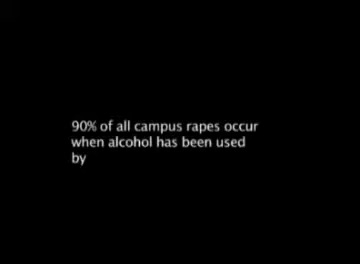 90% of all campus rapes occur
when alcohol has been used
by